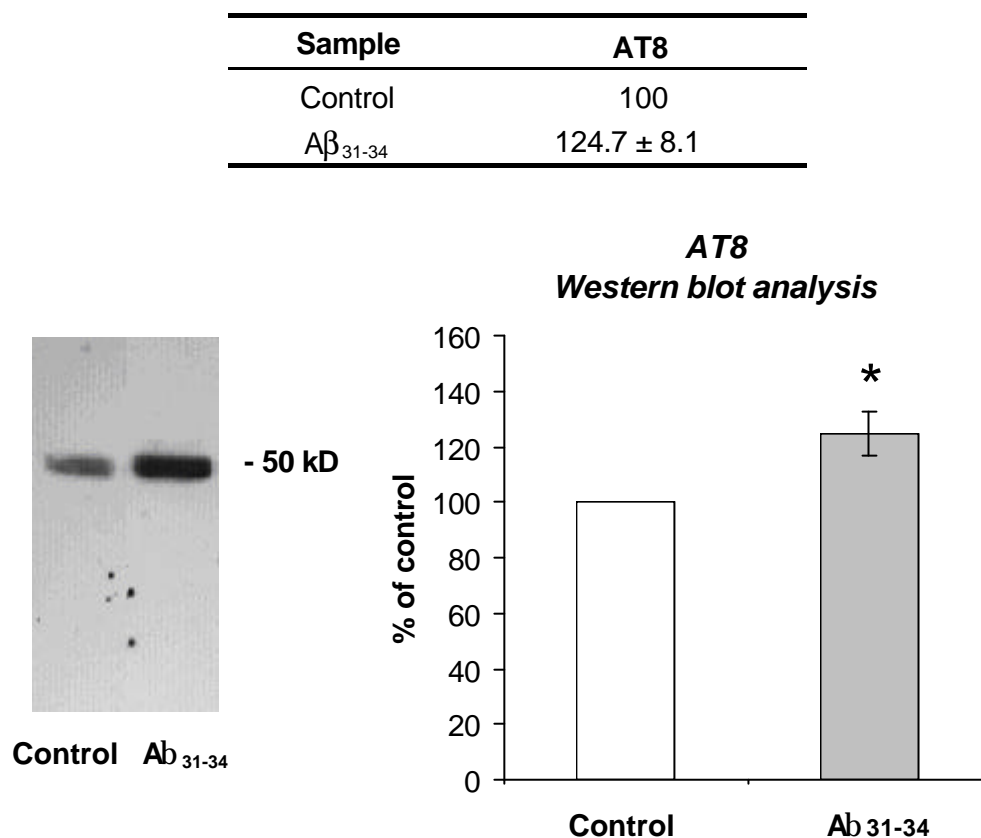 Sample AT8
Control 100
Aβ31-34 124.7 ± 8.1
AT8
Western blot analysis
- 50 kD
Control Ab 31-34
% of control
160
140
120
100
80
60
40
20
0
*
Control Ab 31-34